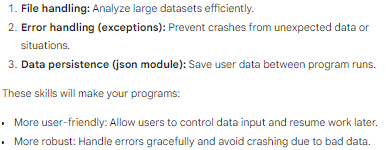 1. File handling: Analyze large datasets efficiently.
2. Error handling (exceptions): Prevent crashes from unexpected data or
situations.
3. Data persistence (json module): Save user data between program runs.
These skills will make your programs:
• More user-friendly: Allow users to control data input and resume work later.
• More robust: Handle errors gracefully and avoid crashing due to bad data.